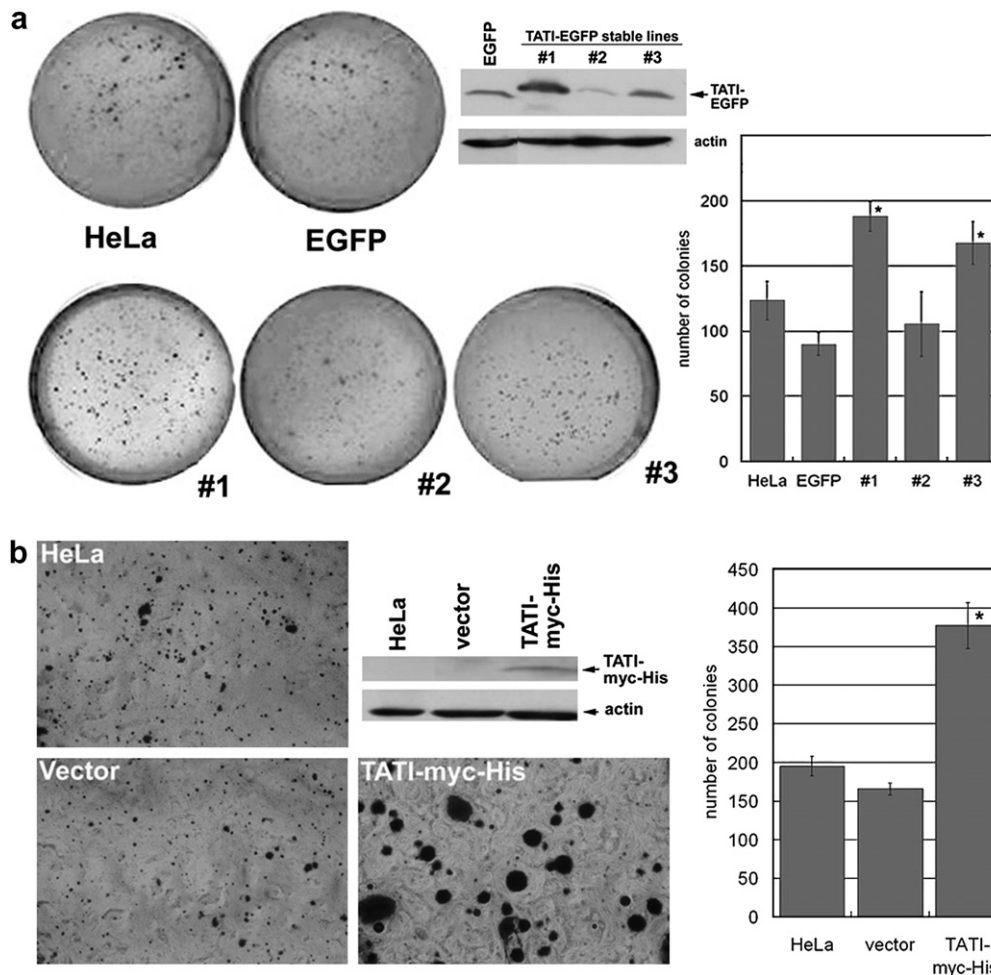 a
EGFP
TATI-EGFP stable lines
#1 #2 #3
TATI-
EGFP
actin
HeLa
EGFP
#1
#2
#3
number of colonies
200
150
100
50
0
HeLa EGFP #1 #2 #3
* *
b
HeLa
HeLa
vector
TATI-
myc-His
TATI-
myc-His
actin
Vector
TATI-myc-His
number of colonies
450
400
350
300
250
200
150
100
50
0
*
HeLa vector TATI-
myc-His